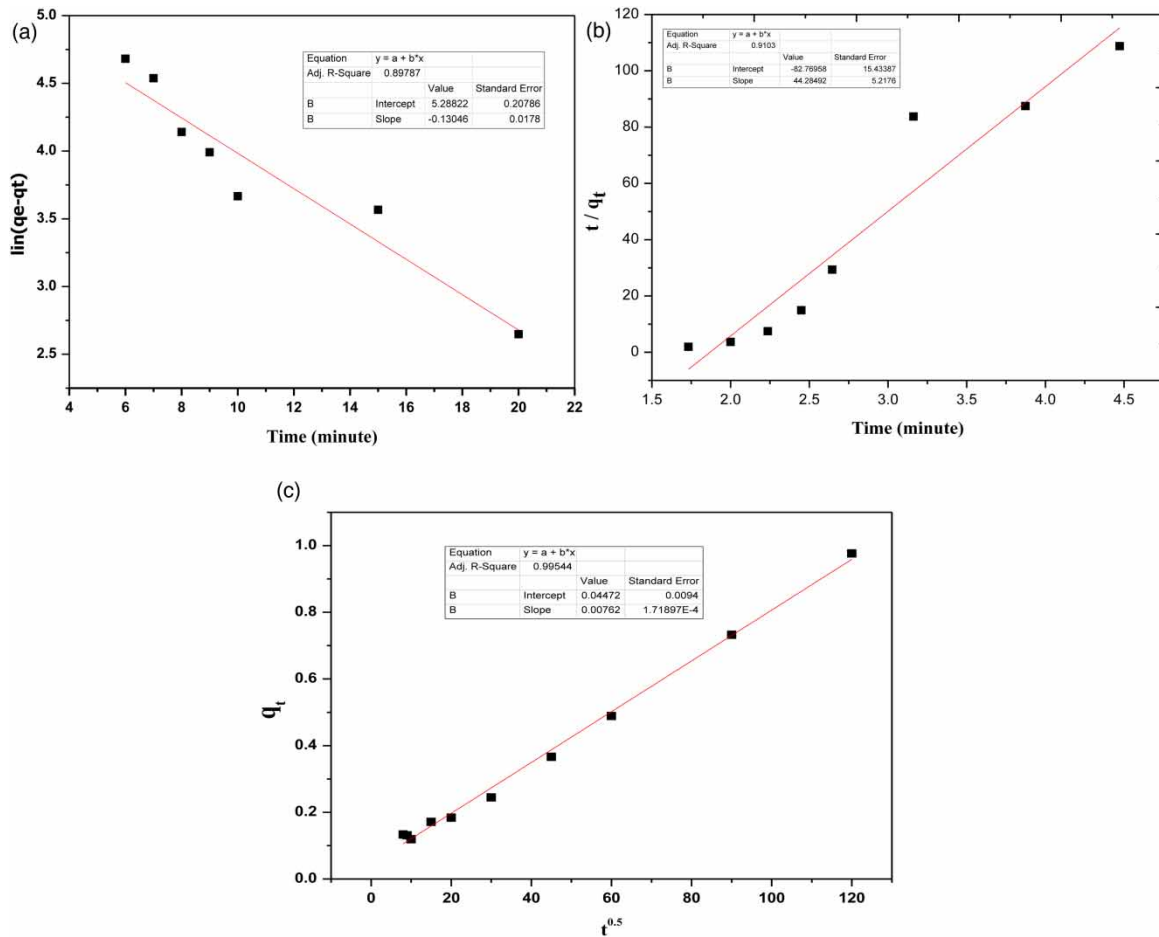 (a)
5.0
4.5
4.0
3.5
3.0
2.5
lin(qe-qt)
Equation y = a + b*x
Adj. R-Square 0.89787
Value Standard Error
B Intercept 5.28822 0.20786
B Slope -0.13046 0.0178
4 6 8 10 12 14 16 18 20 22
Time (minute)
(b)
120
100
80
60
40
20
0
t / qt
Equation y = a + b*x
Adj. R-Square 0.9103
Value Standard Error
B Intercept -82.76958 15.43387
B Slope 44.28492 5.2176
1.5 2.0 2.5 3.0 3.5 4.0 4.5
Time (minute)
(c)
1.0
0.8
0.6
0.4
0.2
0.0
qt
Equation y = a + b*x
Adj. R-Square 0.99544
Value Standard Error
B Intercept 0.04472 0.0094
B Slope 0.00762 1.71897E-4
0 20 40 60 80 100 120
t^0.5